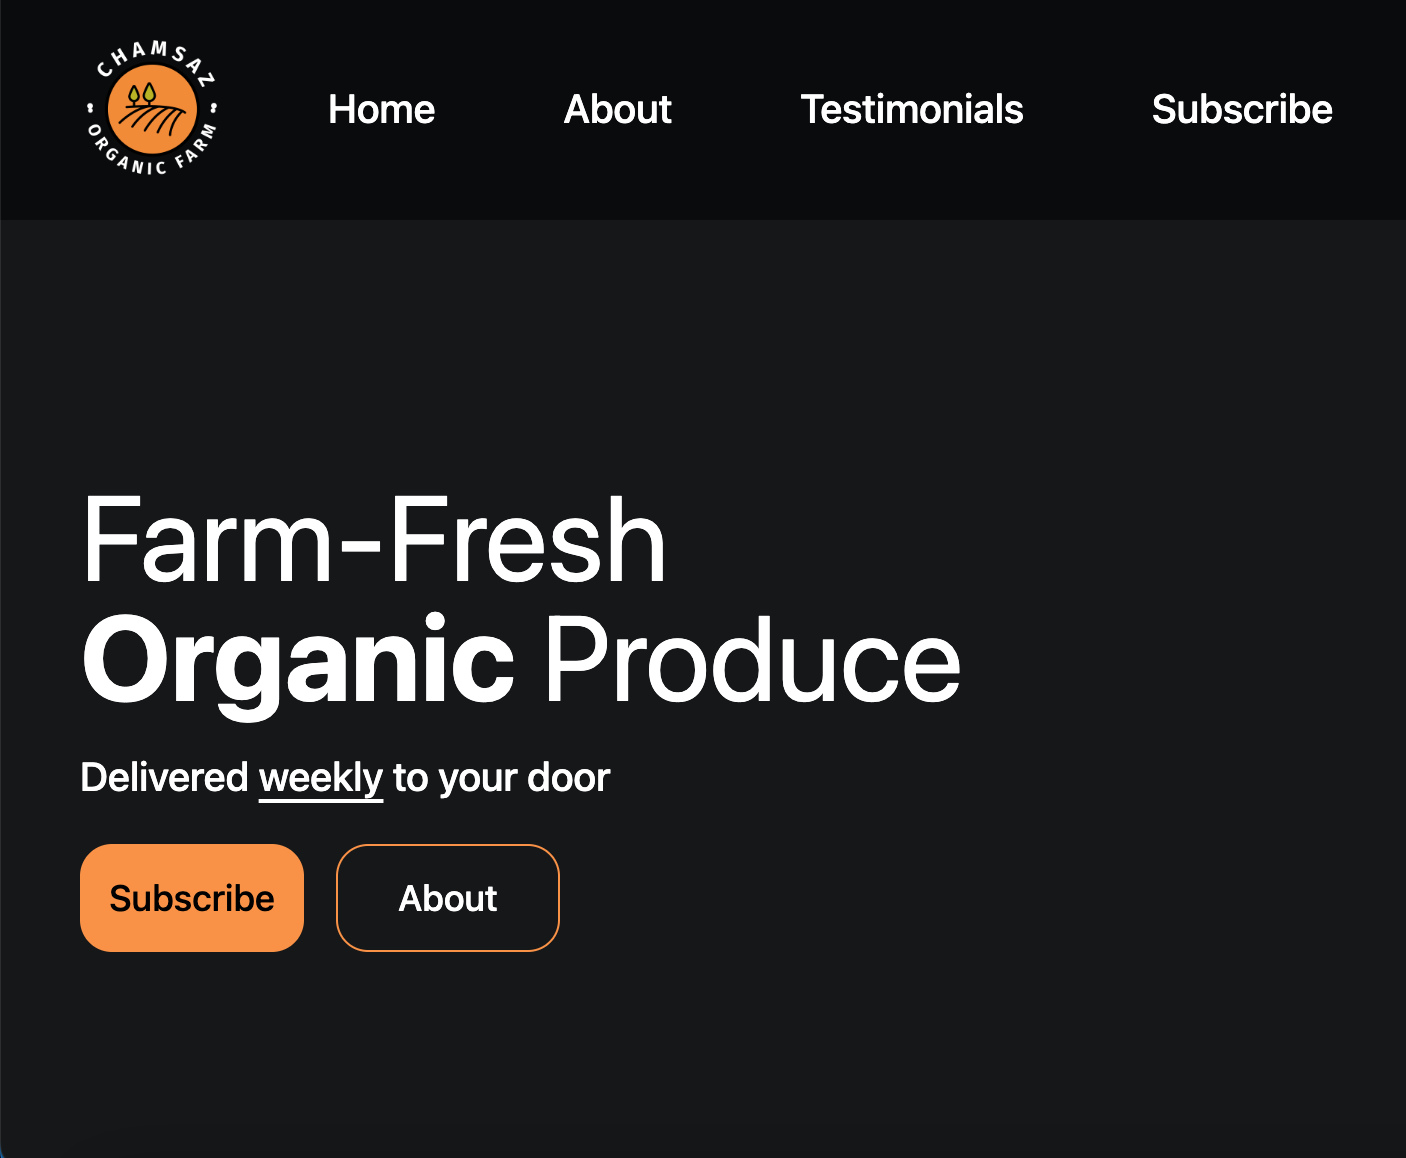 CHAMSAZ
ORGANIC FARM
Home About Testimonials Subscribe
Farm-Fresh
Organic Produce
Delivered weekly to your door
Subscribe About